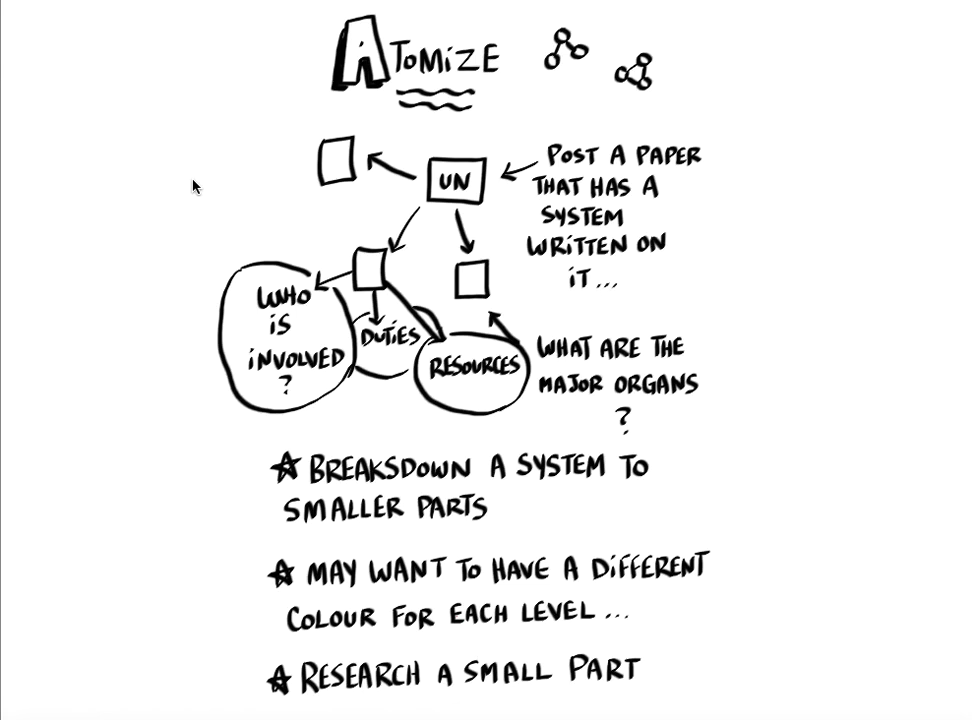 ATOMiZE
UN
POST A PAPER
THAT HAS A
SYSTEM
WRiTTEN ON
iT...
WHO
iS
iNVOLVED
?
DUTiES
RESOURCES
WHAT ARE THE
MAJOR ORGANS
?
BREAKSDOWN A SYSTEM TO
SMALLER PARTS
MAY WANT TO HAVE A DiFFERENT
COLOUR FOR EACH LEVEL...
RESEARCH A SMALL PART